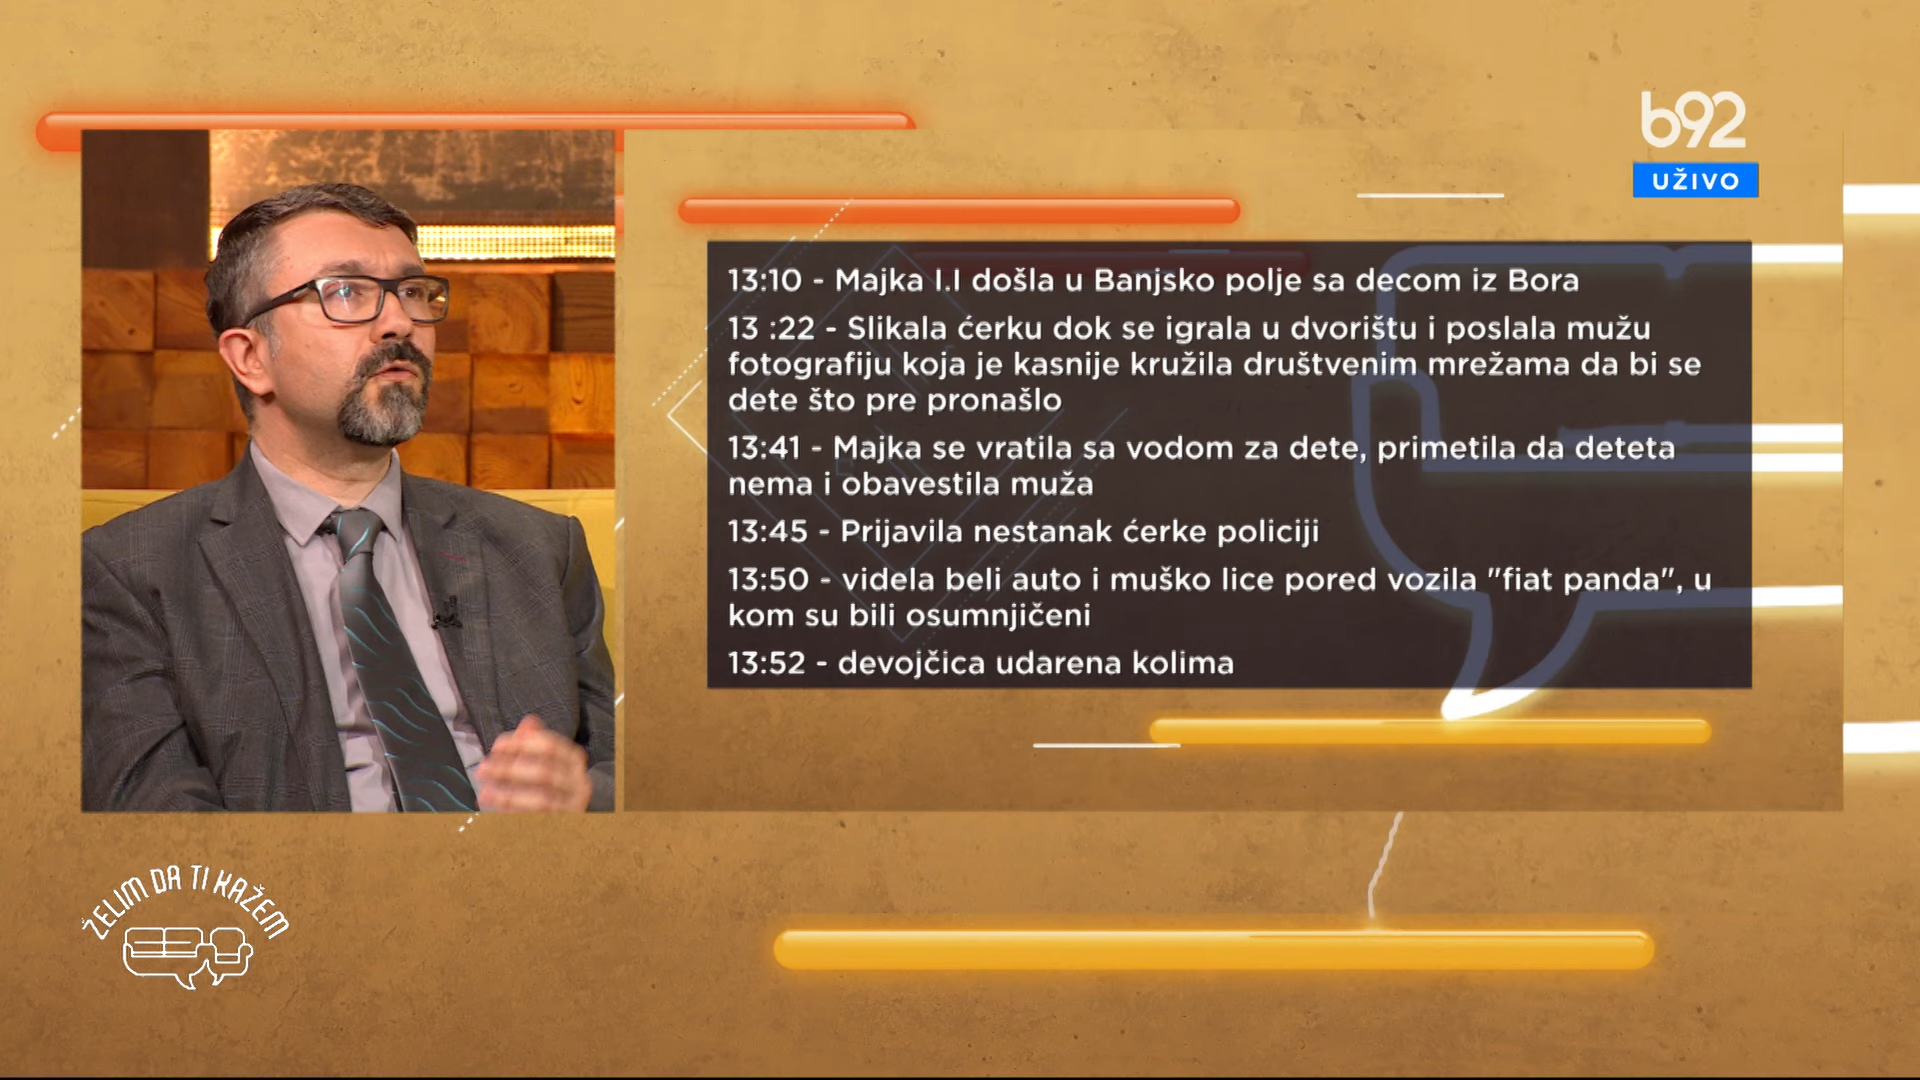 b92
UŽIVO
13:10 - Majka I.I došla u Banjsko polje sa decom iz Bora
13 :22 - Slikala ćerku dok se igrala u dvorištu i poslala mužu
fotografiju koja je kasnije kružila društvenim mrežama da bi se
dete što pre pronašlo
13:41 - Majka se vratila sa vodom za dete, primetila da deteta
nema i obavestila muža
13:45 - Prijavila nestanak ćerke policiji
13:50 - videla beli auto i muško lice pored vozila "fiat panda", u
kom su bili osumnjičeni
13:52 - devojčica udarena kolima
ŽELIM DA TI KAŽEM